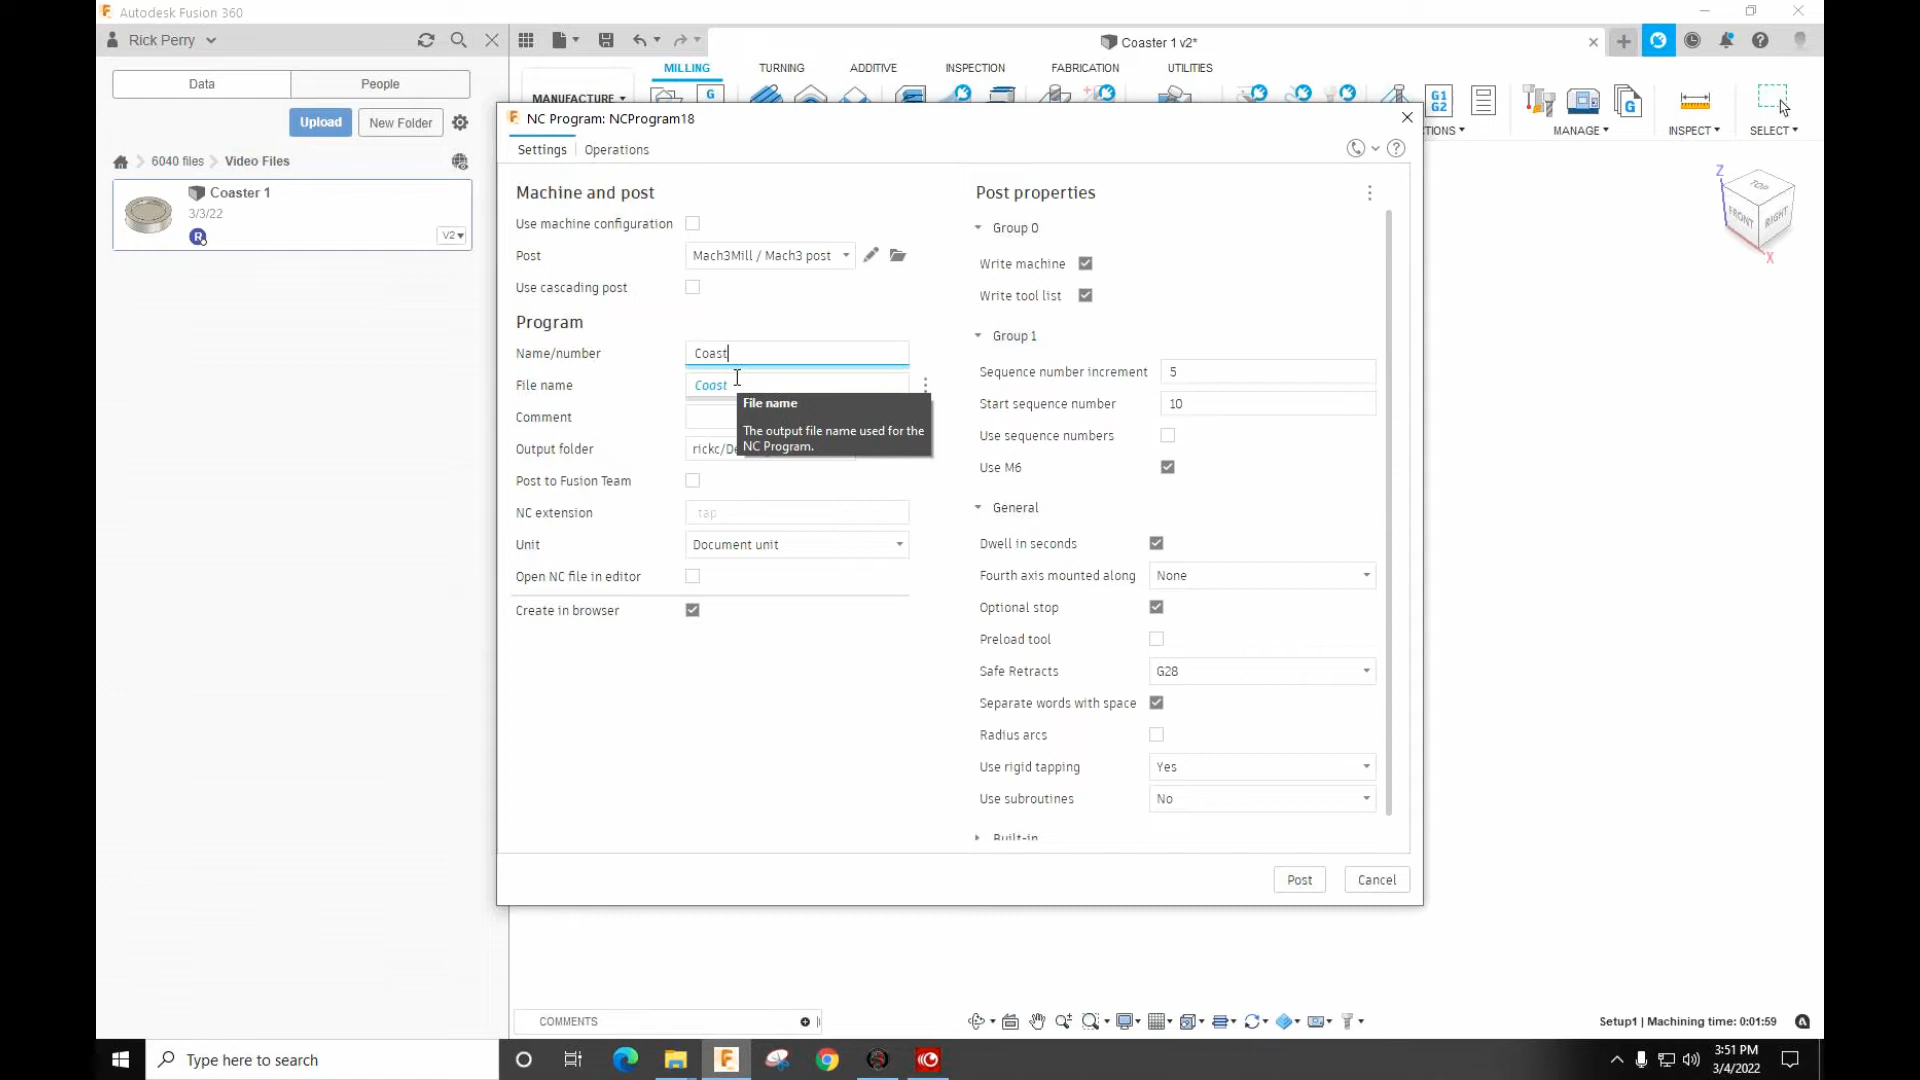 Autodesk Fusion 360
Rick Perry
Coaster 1 v2*
Data
People
MILLING
TURNING
ADDITIVE
INSPECTION
FABRICATION
UTILITIES
MANUFACTURE
Upload
New Folder
MANAGE
INSPECT
SELECT
6040 files
Video Files
Coaster 1
3/3/22
R
V2
G
G1
G2
G
TOP
FRONT
RIGHT
Z
X
NC Program: NCProgram18
Settings
Operations
Machine and post
Use machine configuration
Post
Mach3Mill / Mach3 post
Use cascading post
Program
Name/number
Coast
File name
Coast
Comment
File name
The output file name used for the
NC Program.
Output folder
Post to Fusion Team
NC extension
tap
Unit
Document unit
Open NC file in editor
Create in browser
Post properties
Group 0
Write machine
Write tool list
Group 1
Sequence number increment
5
Start sequence number
10
Use sequence numbers
Use M6
General
Dwell in seconds
Fourth axis mounted along
None
Optional stop
Preload tool
Safe Retracts
G28
Separate words with space
Radius arcs
Use rigid tapping
Yes
Use subroutines
No
Built-in
Post
Cancel
COMMENTS
Setup1 | Machining time: 0:01:59
Type here to search
3:51 PM
3/4/2022